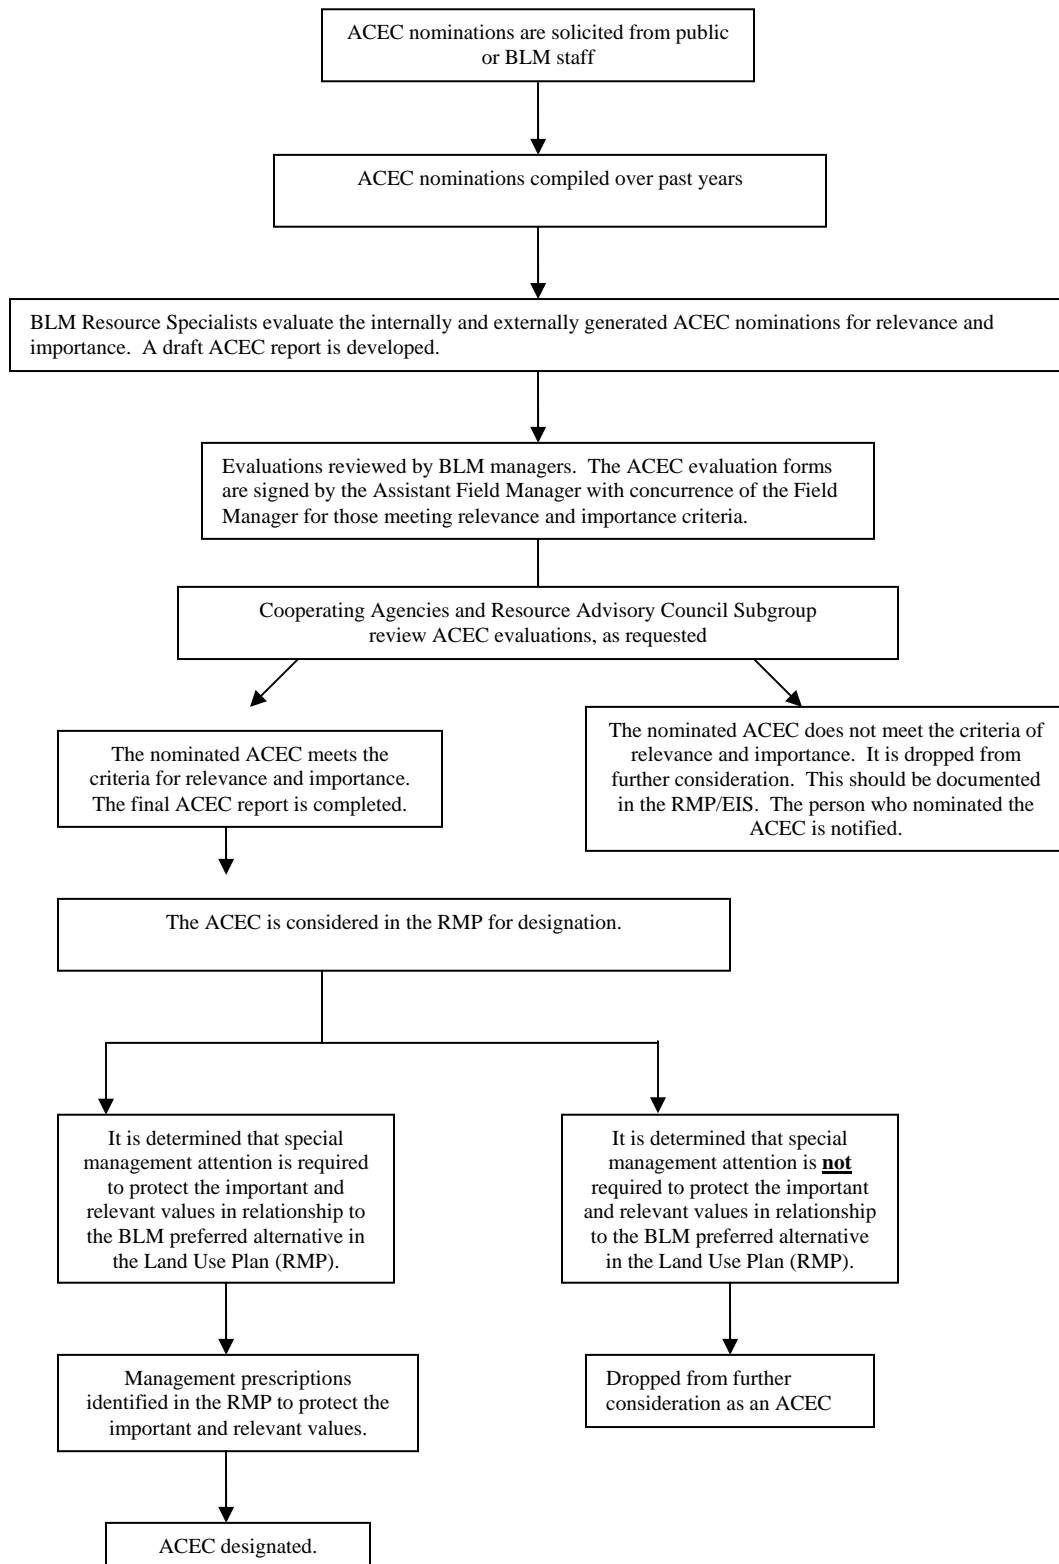 ACEC nominations are solicited from public
or BLM staff
ACEC nominations compiled over past years
BLM Resource Specialists evaluate the internally and externally generated ACEC nominations for relevance and
importance.  A draft ACEC report is developed.
Evaluations reviewed by BLM managers.  The ACEC evaluation forms
are signed by the Assistant Field Manager with concurrence of the Field
Manager for those meeting relevance and importance criteria.
Cooperating Agencies and Resource Advisory Council Subgroup
review ACEC evaluations, as requested
The nominated ACEC meets the
criteria for relevance and importance.
The final ACEC report is completed.
The nominated ACEC does not meet the criteria of
relevance and importance.  It is dropped from
further consideration.  This should be documented
in the RMP/EIS.  The person who nominated the
ACEC is notified.
The ACEC is considered in the RMP for designation.
It is determined that special
management attention is required
to protect the important and
relevant values in relationship to
the BLM preferred alternative in
the Land Use Plan (RMP).
It is determined that special
management attention is not
required to protect the important
and relevant values in relationship
to the BLM preferred alternative
in the Land Use Plan (RMP).
Management prescriptions
identified in the RMP to protect the
important and relevant values.
Dropped from further
consideration as an ACEC
ACEC designated.